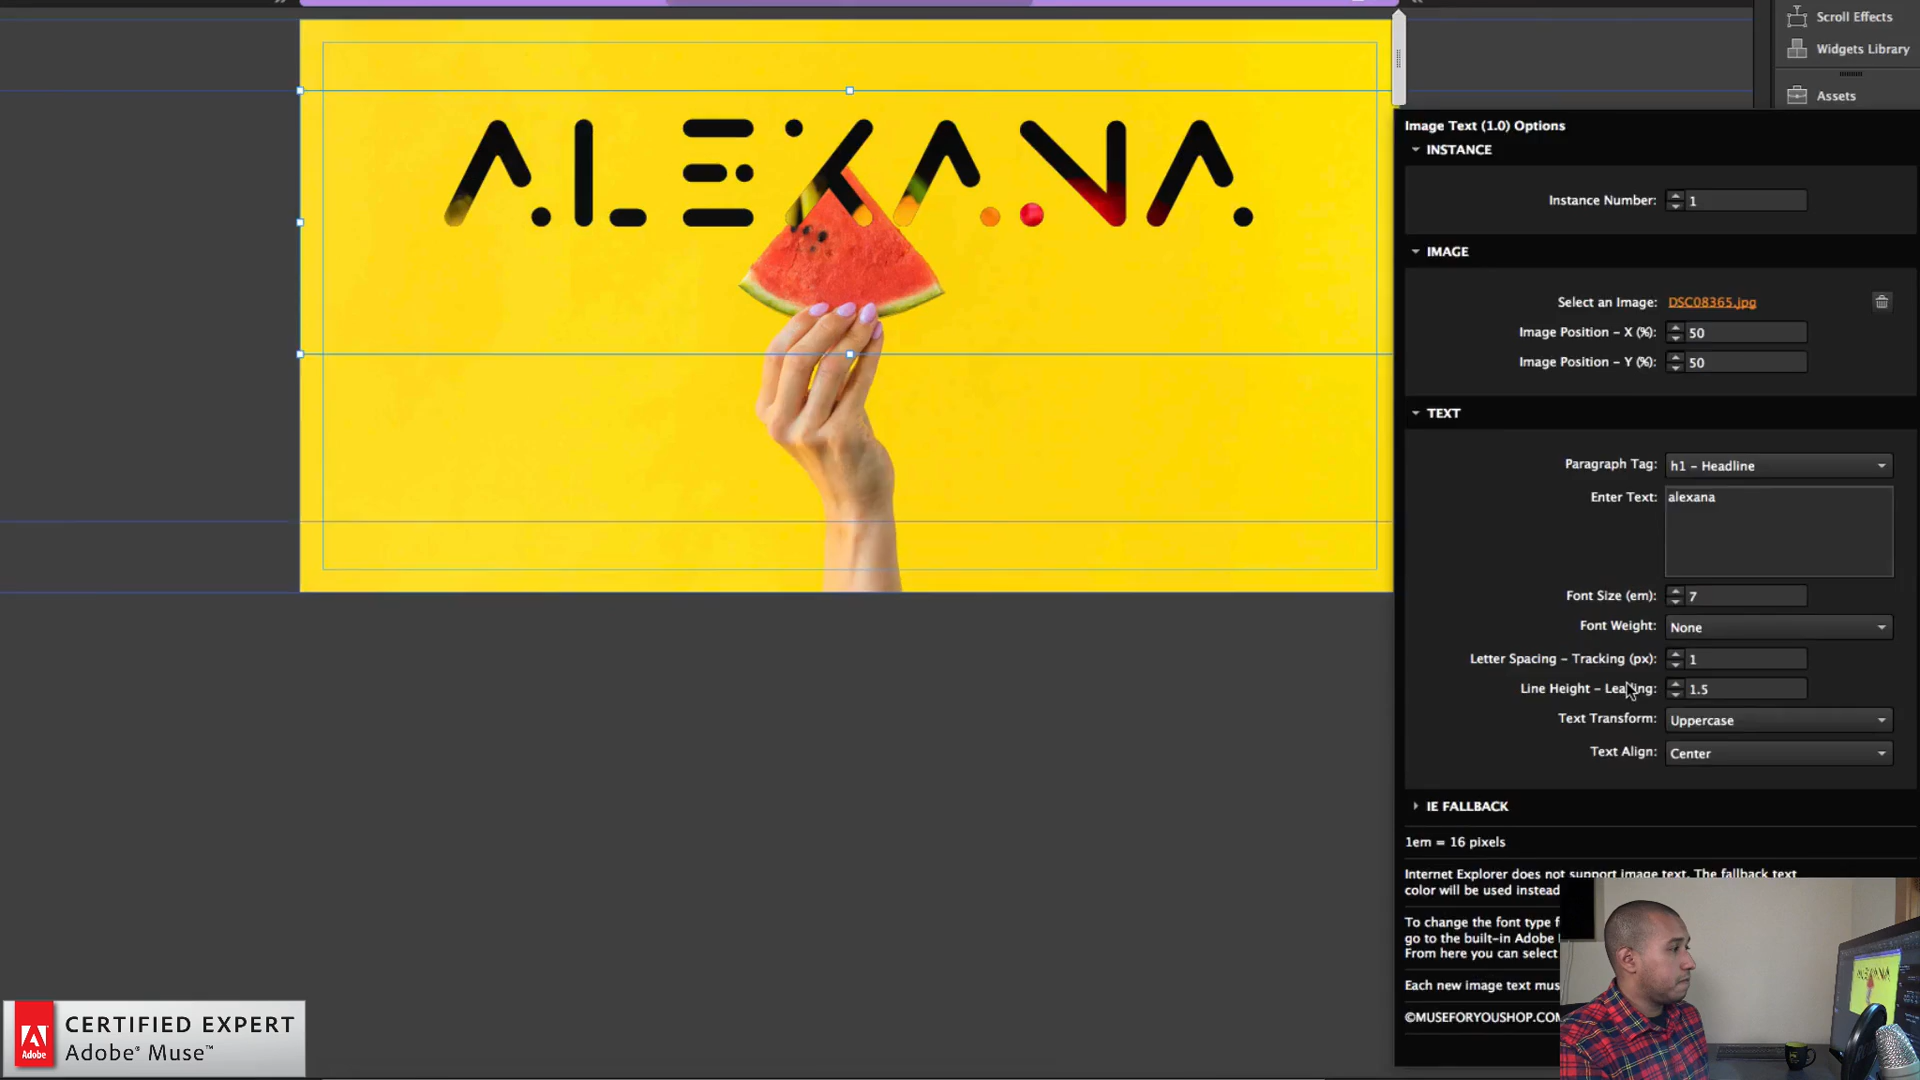 Scroll Effects
Widgets Library
Assets
ALEXANA
Image Text (1.0) Options
INSTANCE
Instance Number: 1
IMAGE
Select an Image: DSC08365.jpg
Image Position – X (%): 50
Image Position – Y (%): 50
TEXT
Paragraph Tag: h1 – Headline
Enter Text: alexana
Font Size (em): 7
Font Weight: None
Letter Spacing – Tracking (px): 1
Line Height – Leading: 1.5
Text Transform: Uppercase
Text Align: Center
IE FALLBACK
1em = 16 pixels
Internet Explorer does not support image text. The fallback text
color will be used instead
To change the font type f
go to the built-in Adobe
From here you can select
Each new image text mus
©MUSEFORYOUSHOP.COM
CERTIFIED EXPERT
Adobe® Muse™
Adobe